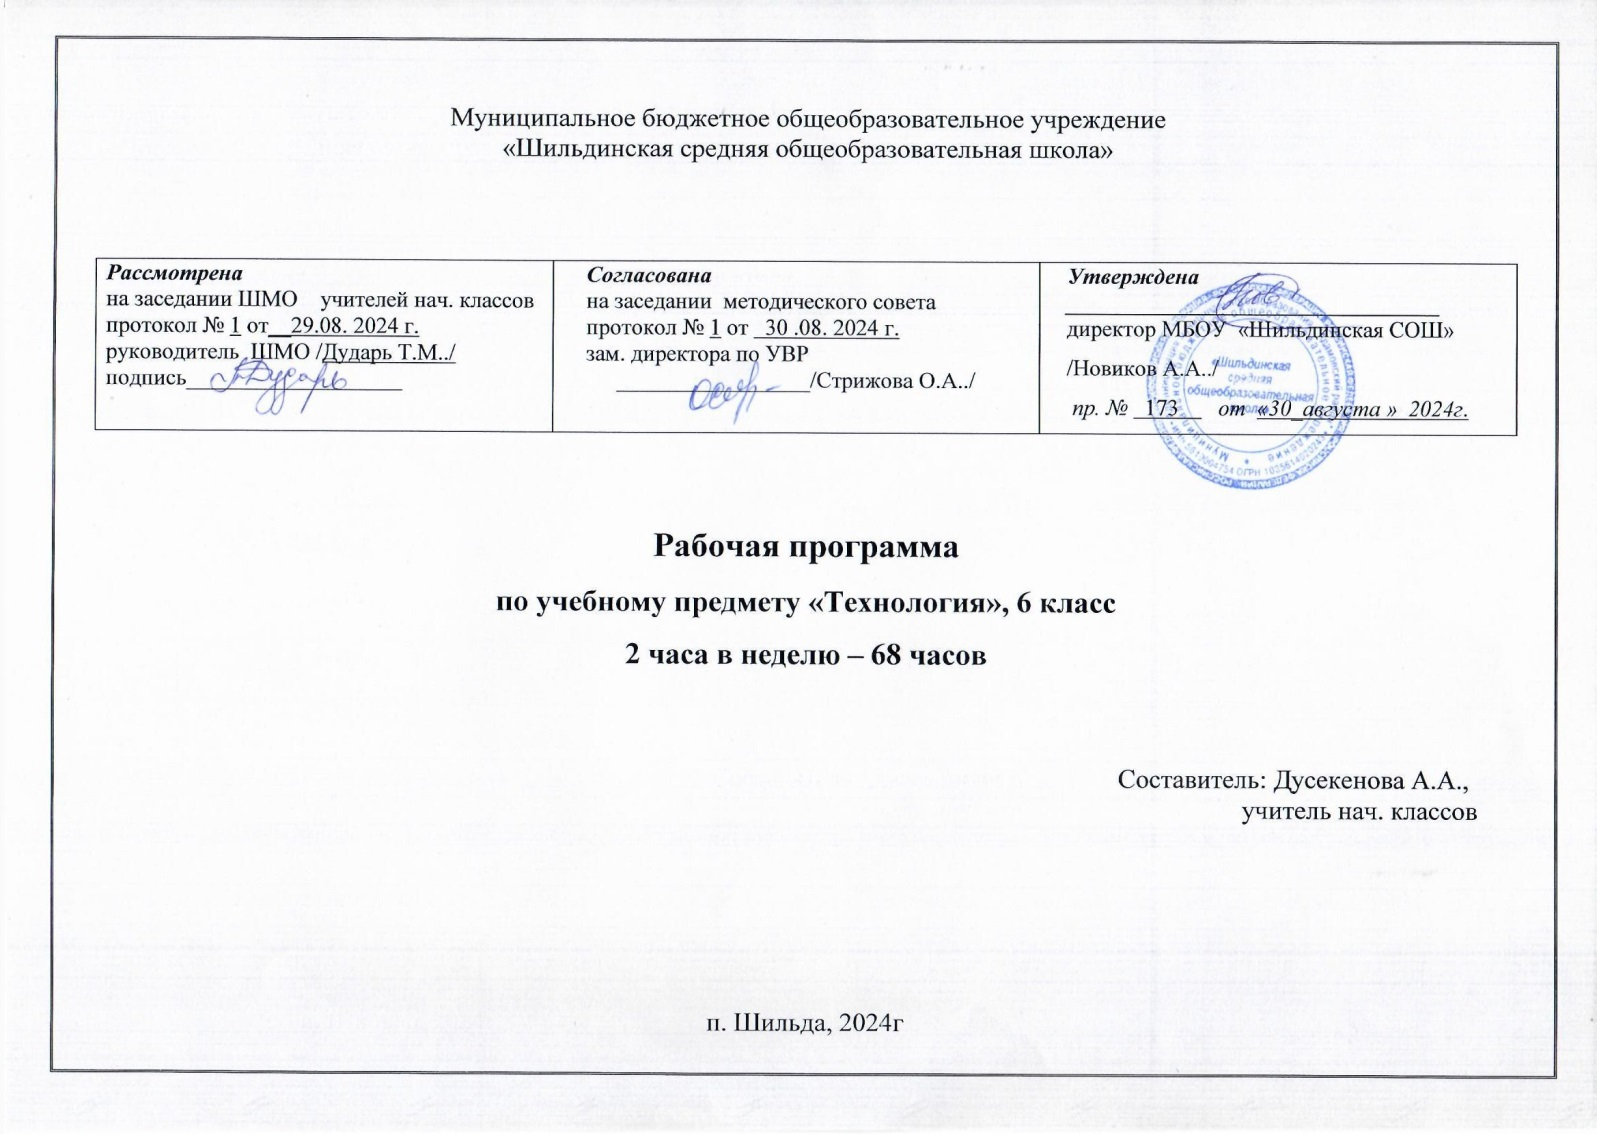 Муниципальное бюджетное общеобразовательное учреждение
«Шильдинская средняя общеобразовательная школа»
Рассмотрена
на заседании ШМО учителей нач. классов
протокол № 1 от 29.08. 2024 г.
руководитель ШМО /Дударь Т.М../
подпись
Согласована
на заседании методического совета
протокол № 1 от 30 .08. 2024 г.
зам. директора по УВР
/Стрижова О.А../
Утверждена
директор МБОУ «Шильдинская СОШ»
/Новиков А.А../
пр. № 173 от «30 августа » 2024г.
«Шильдинская
средняя
общеобразовательная
школа»
Рабочая программа
по учебному предмету «Технология», 6 класс
2 часа в неделю – 68 часов
Составитель: Дусекенова А.А.,
учитель нач. классов
п. Шильда, 2024г